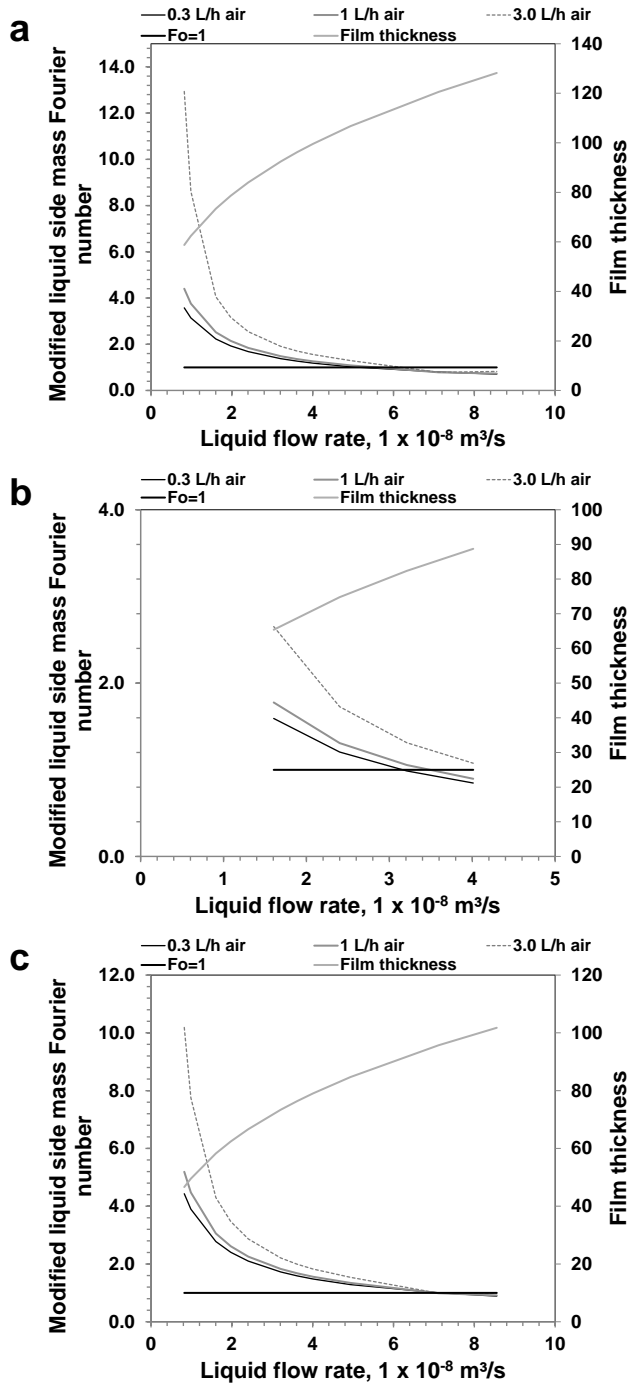 a
0.3 L/h air 1 L/h air 3.0 L/h air
Fo=1 Film thickness
Modified liquid side mass Fourier
number
14.0
12.0
10.0
8.0
6.0
4.0
2.0
0.0
140
120
100
80
60
40
20
0
Film thickness
0 2 4 6 8 10
Liquid flow rate, 1 x 10⁻⁸ m³/s
b
0.3 L/h air 1 L/h air 3.0 L/h air
Fo=1 Film thickness
Modified liquid side mass Fourier
number
4.0
2.0
0.0
100
90
80
70
60
50
40
30
20
10
0
Film thickness
0 1 2 3 4 5
Liquid flow rate, 1 x 10⁻⁸ m³/s
c
0.3 L/h air 1 L/h air 3.0 L/h air
Fo=1 Film thickness
Modified liquid side mass Fourier
number
12.0
10.0
8.0
6.0
4.0
2.0
0.0
120
100
80
60
40
20
0
Film thickness
0 2 4 6 8 10
Liquid flow rate, 1 x 10⁻⁸ m³/s